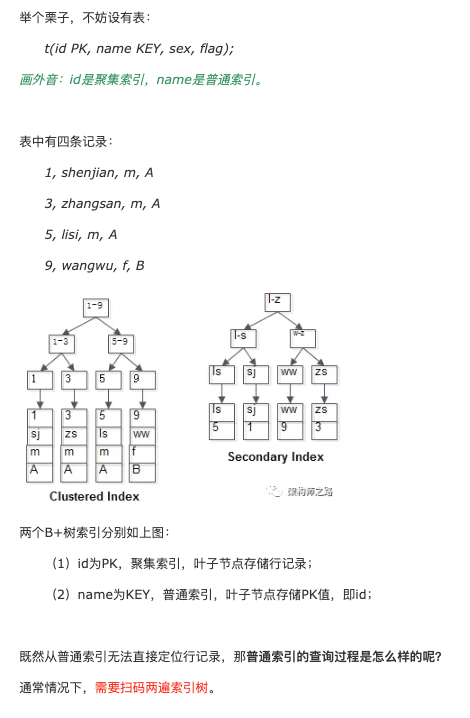 举个栗子，不妨设有表：
t(id PK, name KEY, sex, flag);
画外音：id是聚集索引，name是普通索引。
表中有四条记录：
1, shenjian, m, A
3, zhangsan, m, A
5, lisi, m, A
9, wangwu, f, B
1-9
1-3 5-9
1 3 5 9
1 3 5 9
sj zs ls ww
m m m f
A A A B
Clustered Index
l-z
l-s w-z
ls sj ww zs
ls sj ww zs
5 1 9 3
Secondary Index
架构师之路
两个B+树索引分别如上图：
（1）id为PK，聚集索引，叶子节点存储行记录；
（2）name为KEY，普通索引，叶子节点存储PK值，即id；
既然从普通索引无法直接定位行记录，那普通索引的查询过程是怎么样的呢？
通常情况下，需要扫码两遍索引树。